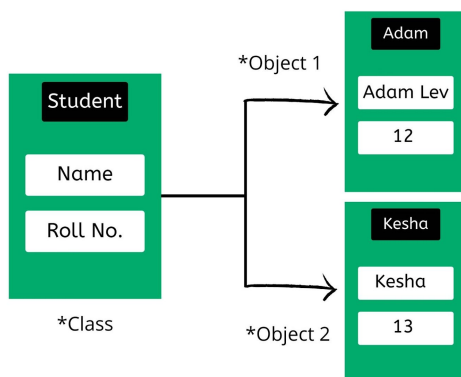 Student
Name
Roll No.
*Class
*Object 1
Adam
Adam Lev
12
*Object 2
Kesha
Kesha
13